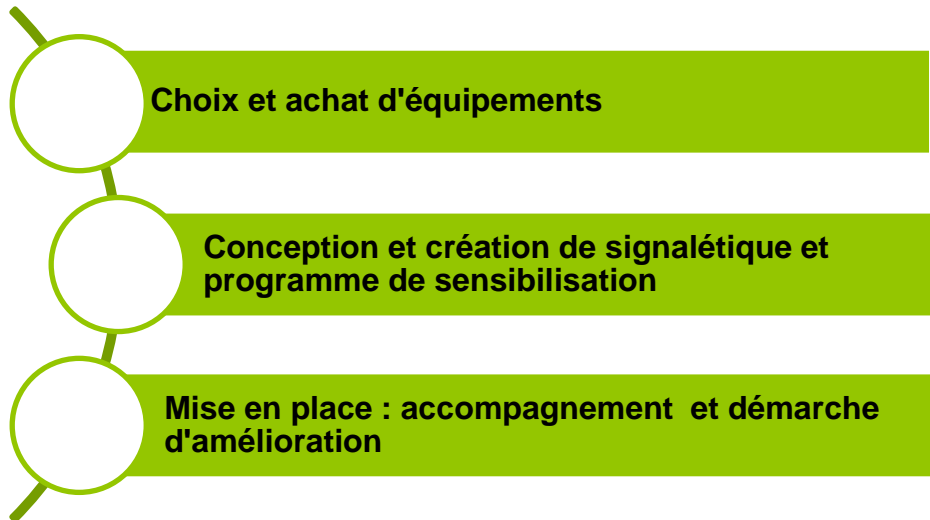 Choix et achat d'équipements
Conception et création de signalétique et
programme de sensibilisation
Mise en place : accompagnement  et démarche
d'amélioration